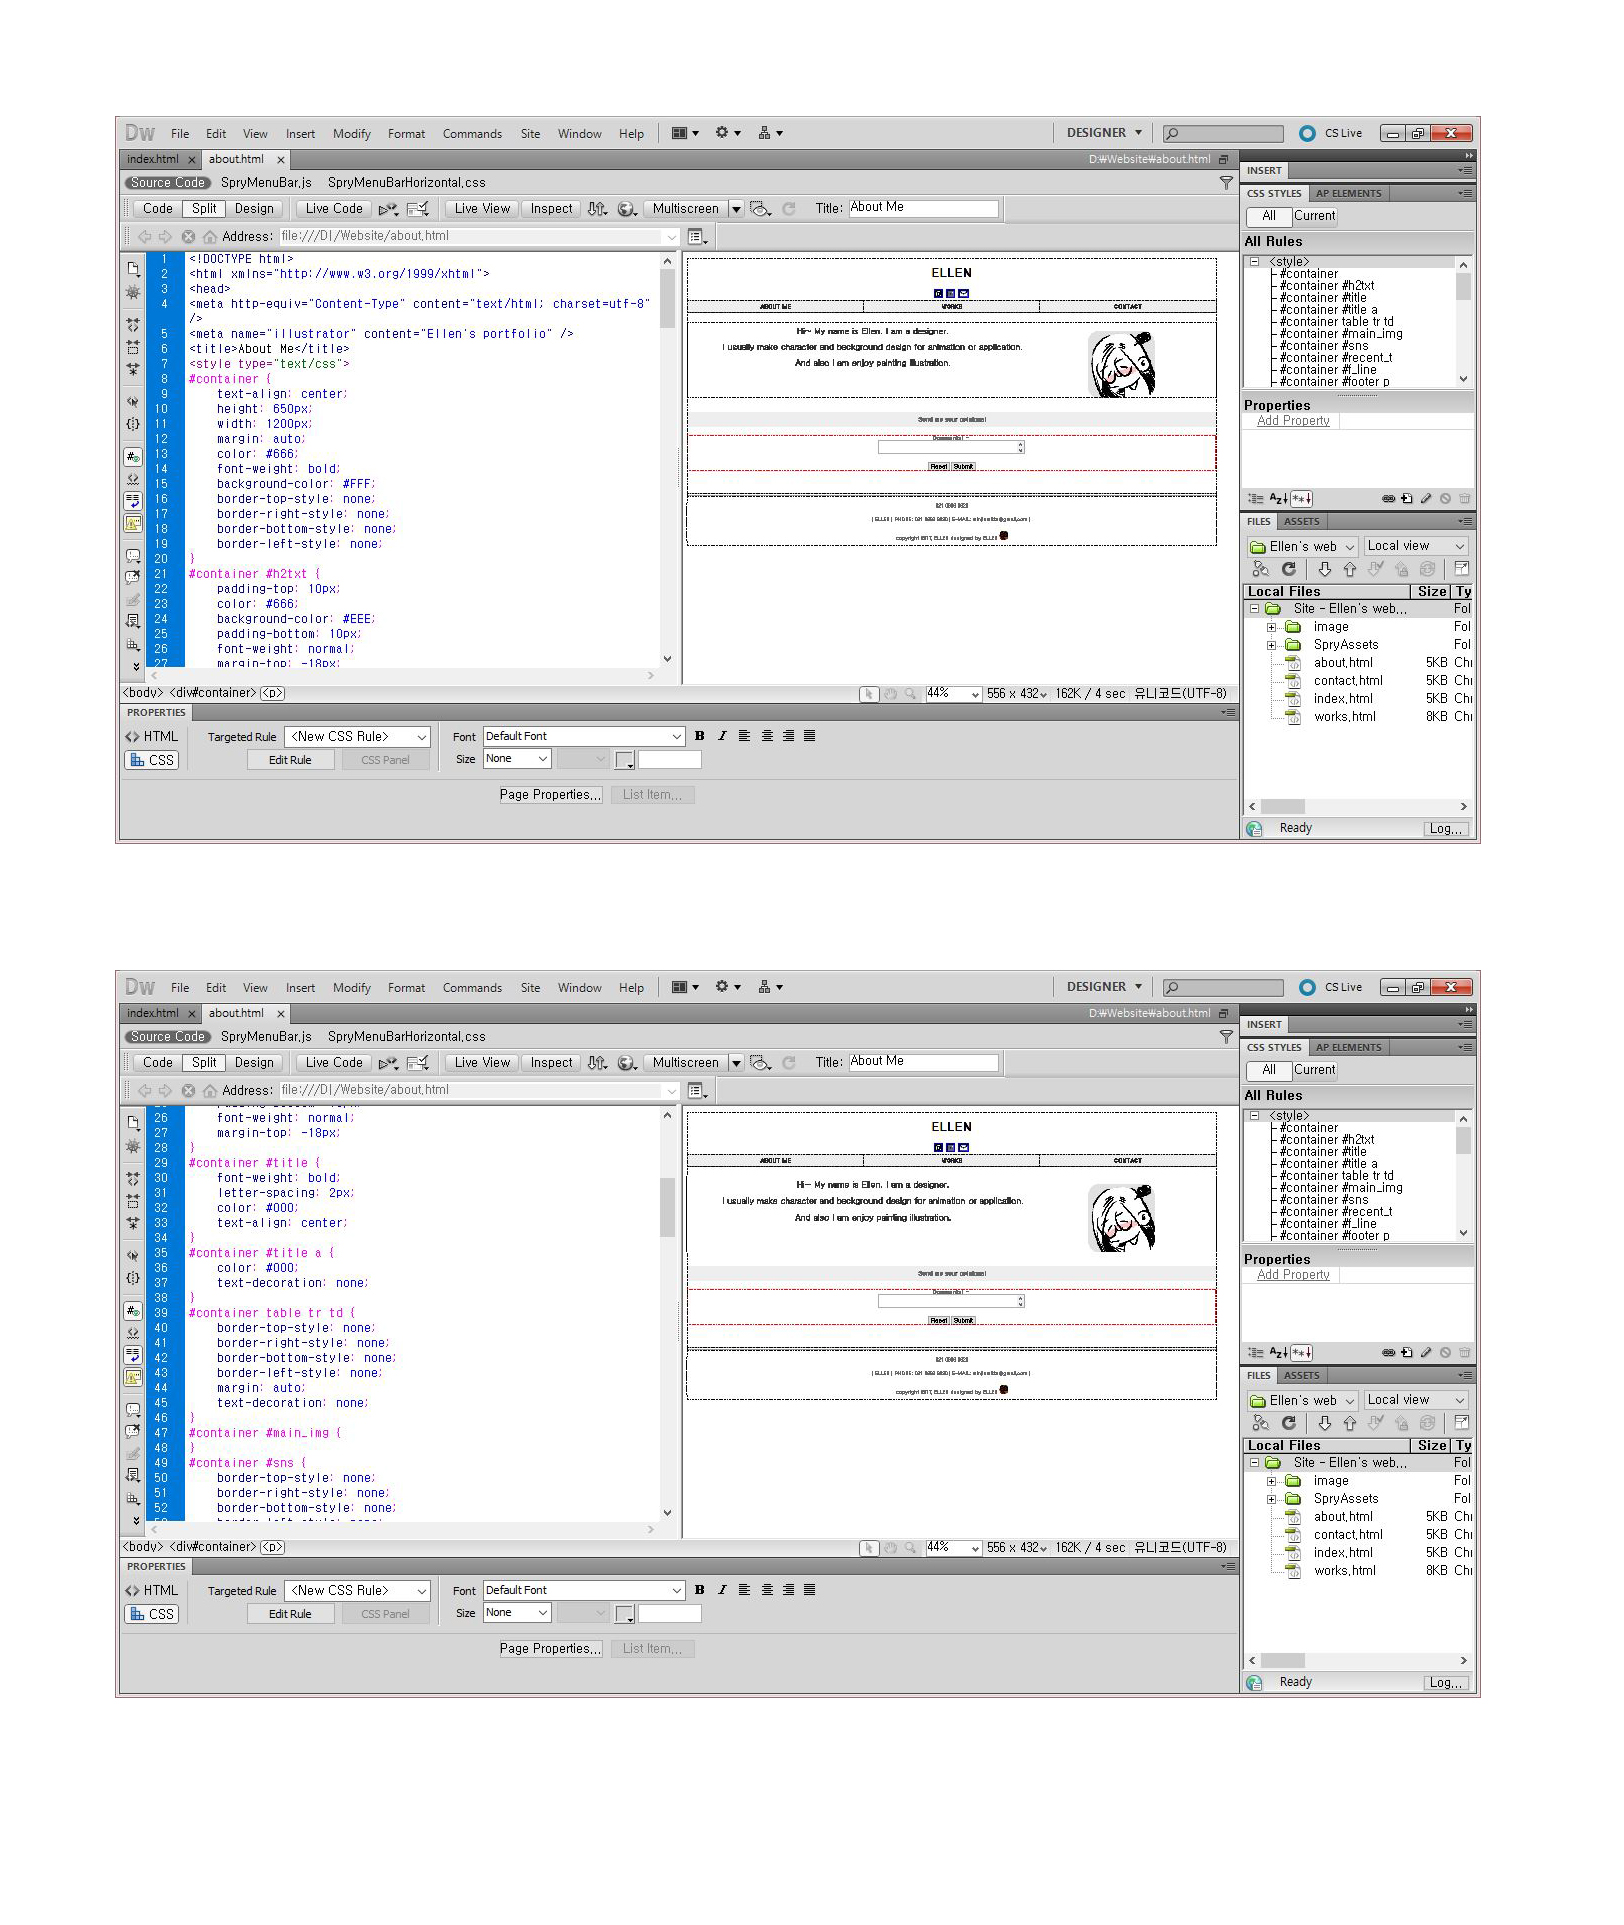 Dw File Edit View Insert Modify Format Commands Site Window Help DESIGNER CS Live
index.html × about.html × D:₩Website₩about.html
Source Code SpryMenuBar.js SpryMenuBarHorizontal.css
Code Split Design Live Code Live View Inspect Multiscreen Title: About Me
Address: file:///D|/Website/about.html
1 <!DOCTYPE html>
2 <html xmlns="http://www.w3.org/1999/xhtml">
3 <head>
4 <meta http-equiv="Content-Type" content="text/html; charset=utf-8"
/>
5 <meta name="illustrator" content="Ellen's portfolio" />
6 <title>About Me</title>
7 <style type="text/css">
8 #container {
9 text-align: center;
10 height: 650px;
11 width: 1200px;
12 margin: auto;
13 color: #666;
14 font-weight: bold;
15 background-color: #FFF;
16 border-top-style: none;
17 border-right-style: none;
18 border-bottom-style: none;
19 border-left-style: none;
20 }
21 #container #h2txt {
22 padding-top: 10px;
23 color: #666;
24 background-color: #EEE;
25 padding-bottom: 10px;
26 font-weight: normal;
27 margin-top: -18px;
ELLEN
ABOUT ME WORKS CONTACT
Hi~ My name is Ellen. I am a designer.
I usually make character and background design for animation or application.
And also I am enjoy painting illustration.
Send us your opinions!
Comments! -
Reset Submit
copyright 2017, ELLEN designed by ELLEN
<body> <div#container> <p> 44% 556 x 432 162K / 4 sec 유니코드(UTF-8)
PROPERTIES
<> HTML Targeted Rule <New CSS Rule> Font Default Font B I
CSS Edit Rule CSS Panel Size None
Page Properties... List Item...
INSERT
CSS STYLES AP ELEMENTS
All Current
All Rules
<style>
#container
#container #h2txt
#container #title
#container #title a
#container table tr td
#container #main_img
#container #sns
#container #recent_t
#container #f_line
#container #footer p
Properties
Add Property
FILES ASSETS
Ellen's web Local view
Local Files Size Ty
Site - Ellen's web... Fol
image Fol
SpryAssets Fol
about.html 5KB Chr
contact.html 5KB Chr
index.html 5KB Chr
works.html 8KB Chr
Ready Log...
Dw File Edit View Insert Modify Format Commands Site Window Help DESIGNER CS Live
index.html × about.html × D:₩Website₩about.html
Source Code SpryMenuBar.js SpryMenuBarHorizontal.css
Code Split Design Live Code Live View Inspect Multiscreen Title: About Me
Address: file:///D|/Website/about.html
26 font-weight: normal;
27 margin-top: -18px;
28 }
29 #container #title {
30 font-weight: bold;
31 letter-spacing: 2px;
32 color: #000;
33 text-align: center;
34 }
35 #container #title a {
36 color: #000;
37 text-decoration: none;
38 }
39 #container table tr td {
40 border-top-style: none;
41 border-right-style: none;
42 border-bottom-style: none;
43 border-left-style: none;
44 margin: auto;
45 text-decoration: none;
46 }
47 #container #main_img {
48 }
49 #container #sns {
50 border-top-style: none;
51 border-right-style: none;
52 border-bottom-style: none;
ELLEN
ABOUT ME WORKS CONTACT
Hi~ My name is Ellen. I am a designer.
I usually make character and background design for animation or application.
And also I am enjoy painting illustration.
Send us your opinions!
Comments! -
Reset Submit
copyright 2017, ELLEN designed by ELLEN
<body> <div#container> <p> 44% 556 x 432 162K / 4 sec 유니코드(UTF-8)
PROPERTIES
<> HTML Targeted Rule <New CSS Rule> Font Default Font B I
CSS Edit Rule CSS Panel Size None
Page Properties... List Item...
INSERT
CSS STYLES AP ELEMENTS
All Current
All Rules
<style>
#container
#container #h2txt
#container #title
#container #title a
#container table tr td
#container #main_img
#container #sns
#container #recent_t
#container #f_line
#container #footer p
Properties
Add Property
FILES ASSETS
Ellen's web Local view
Local Files Size Ty
Site - Ellen's web... Fol
image Fol
SpryAssets Fol
about.html 5KB Chr
contact.html 5KB Chr
index.html 5KB Chr
works.html 8KB Chr
Ready Log...